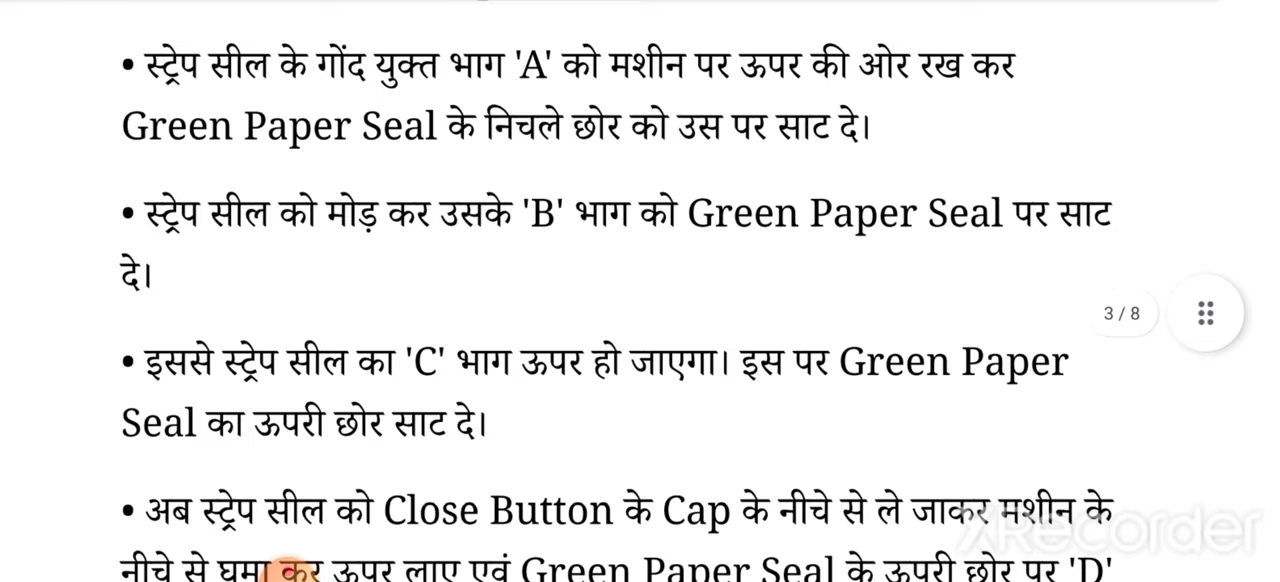 • स्ट्रेप सील के गोंद युक्त भाग 'A' को मशीन पर ऊपर की ओर रख कर
Green Paper Seal के निचले छोर को उस पर साट दे।
• स्ट्रेप सील को मोड़ कर उसके 'B' भाग को Green Paper Seal पर साट
दे।
3 / 8
• इससे स्ट्रेप सील का 'C' भाग ऊपर हो जाएगा। इस पर Green Paper
Seal का ऊपरी छोर साट दे।
• अब स्ट्रेप सील को Close Button के Cap के नीचे से ले जाकर मशीन के
XRecorder
नीचे से घुमा कर ऊपर लाए एवं Green Paper Seal के ऊपरी छोर पर 'D'